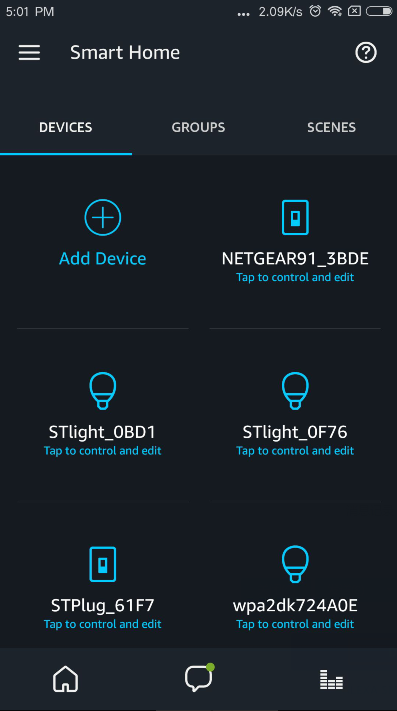 5:01 PM ... 2.09K/s
Smart Home
DEVICES GROUPS SCENES
Add Device
NETGEAR91_3BDE
Tap to control and edit
STlight_0BD1
Tap to control and edit
STlight_0F76
Tap to control and edit
STPlug_61F7
Tap to control and edit
wpa2dk724A0E
Tap to control and edit